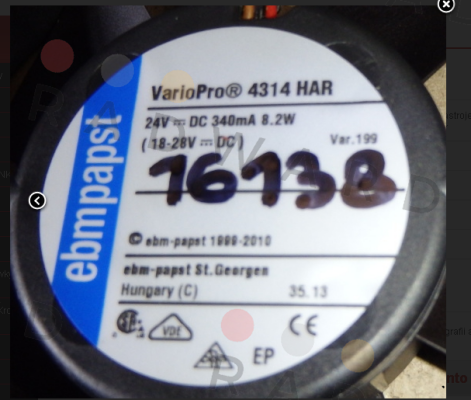 VarioPro® 4314 HAR
24V ⎓ DC 340mA 8.2W
( 18-28V ⎓ DC )
Var.199
16138
ebmpapst
© ebm-papst 1999-2010
ebm-papst St.Georgen
Hungary (C)
35.13
VDE
CE
EP